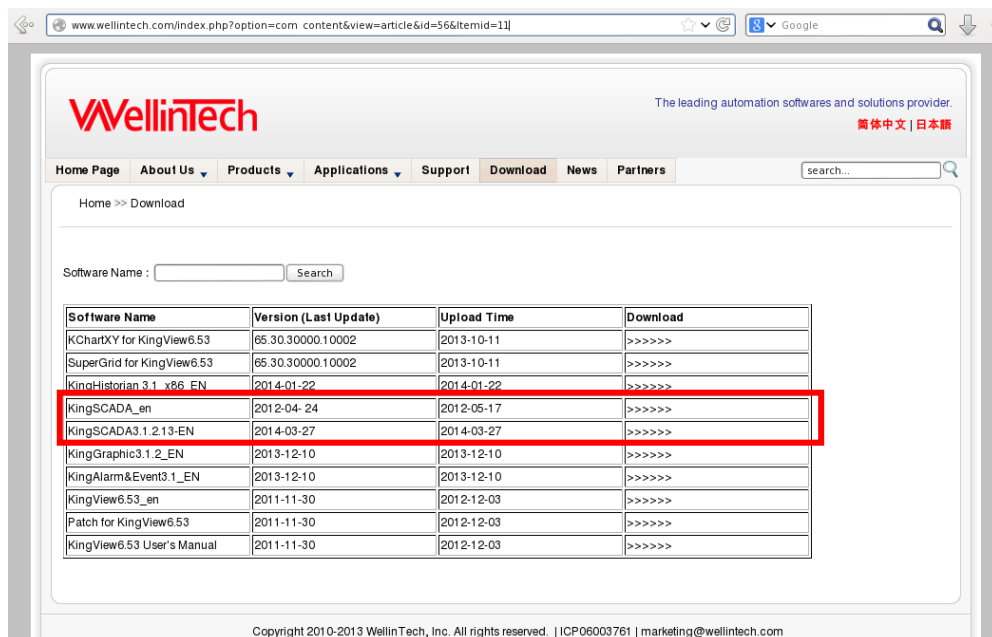 www.wellintech.com/index.php?option=com_content&view=article&id=56&Itemid=11
Google
WellinTech
The leading automation softwares and solutions provider.
简体中文 | 日本語
Home Page About Us Products Applications Support Download News Partners search...
Home >> Download
Software Name : Search
Software Name Version (Last Update) Upload Time Download
KChartXY for KingView6.53 65.30.30000.10002 2013-10-11 >>>>>>
SuperGrid for KingView6.53 65.30.30000.10002 2013-10-11 >>>>>>
KingHistorian 3.1_x86_EN 2014-01-22 2014-01-22 >>>>>>
KingSCADA_en 2012-04- 24 2012-05-17 >>>>>>
KingSCADA3.1.2.13-EN 2014-03-27 2014-03-27 >>>>>>
KingGraphic3.1.2_EN 2013-12-10 2013-12-10 >>>>>>
KingAlarm&Event3.1_EN 2013-12-10 2013-12-10 >>>>>>
KingView6.53_en 2011-11-30 2012-12-03 >>>>>>
Patch for KingView6.53 2011-11-30 2012-12-03 >>>>>>
KingView6.53 User's Manual 2011-11-30 2012-12-03 >>>>>>
Copyright 2010-2013 WellinTech, Inc. All rights reserved. | ICP06003761 | marketing@wellintech.com